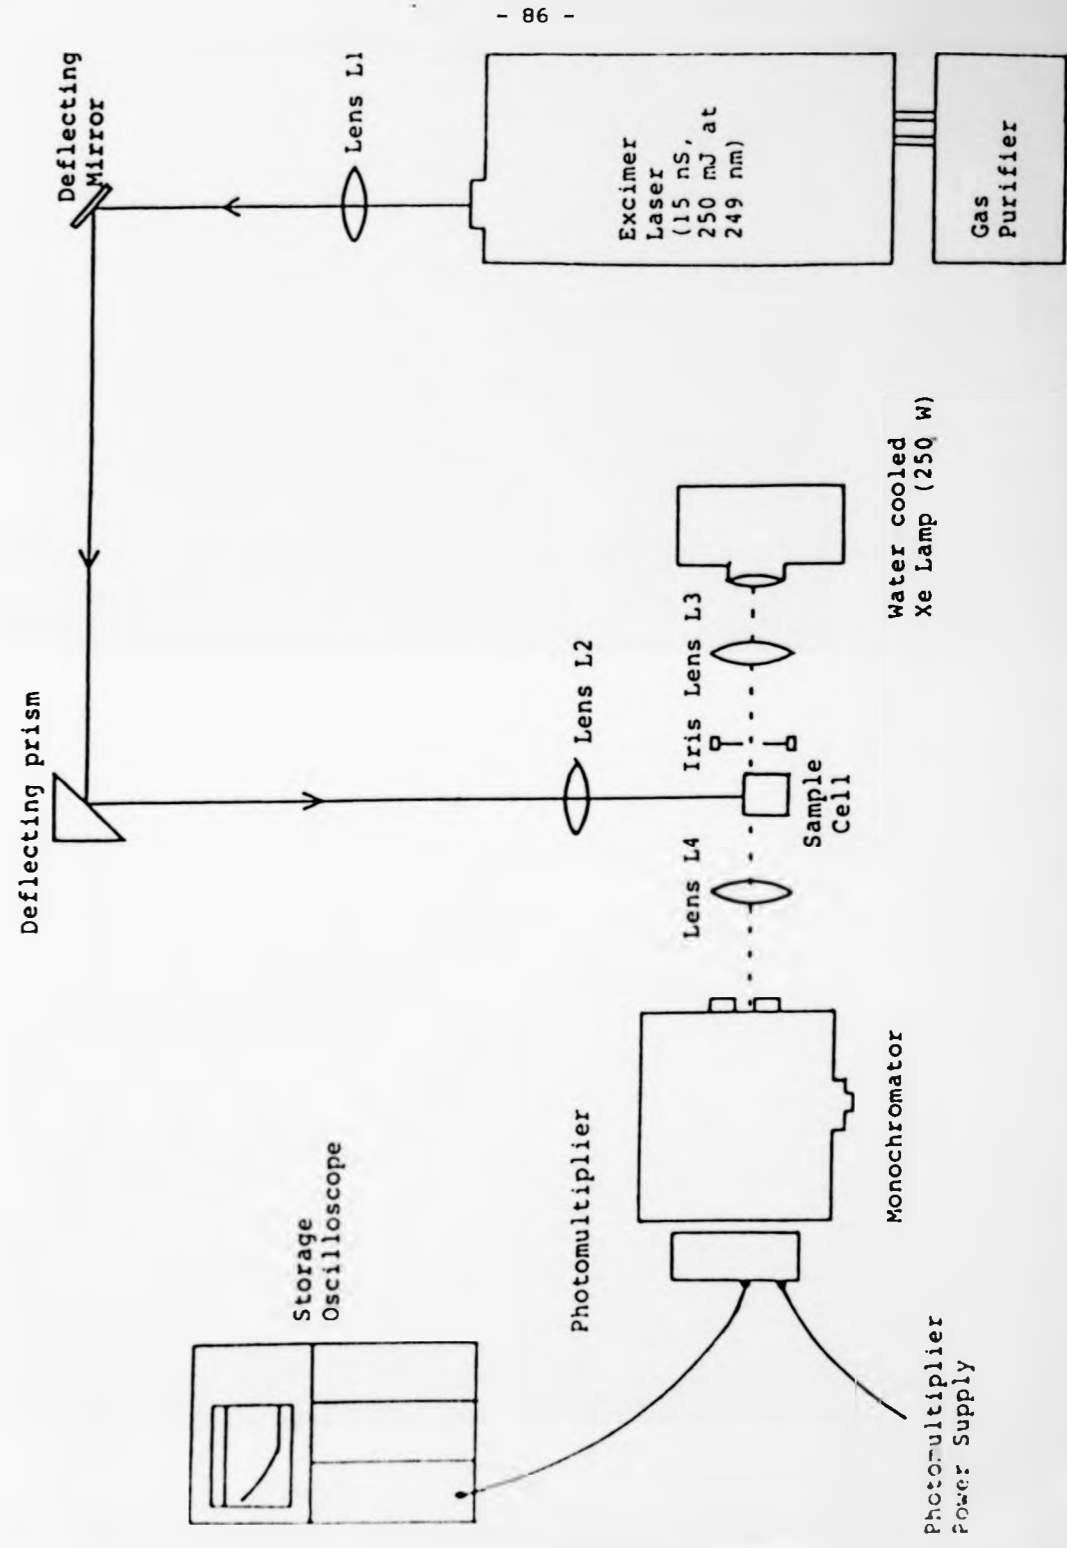 - 86 -
Deflecting
Mirror
Lens L1
Excimer
Laser
(15 nS,
250 mJ at
249 nm)
Gas
Purifier
Deflecting prism
Lens L2
Lens L3
Iris
Water cooled
Xe Lamp (250 W)
Sample
Cell
Lens L4
Monochromator
Photomultiplier
Storage
Oscilloscope
Photomultiplier
Power Supply